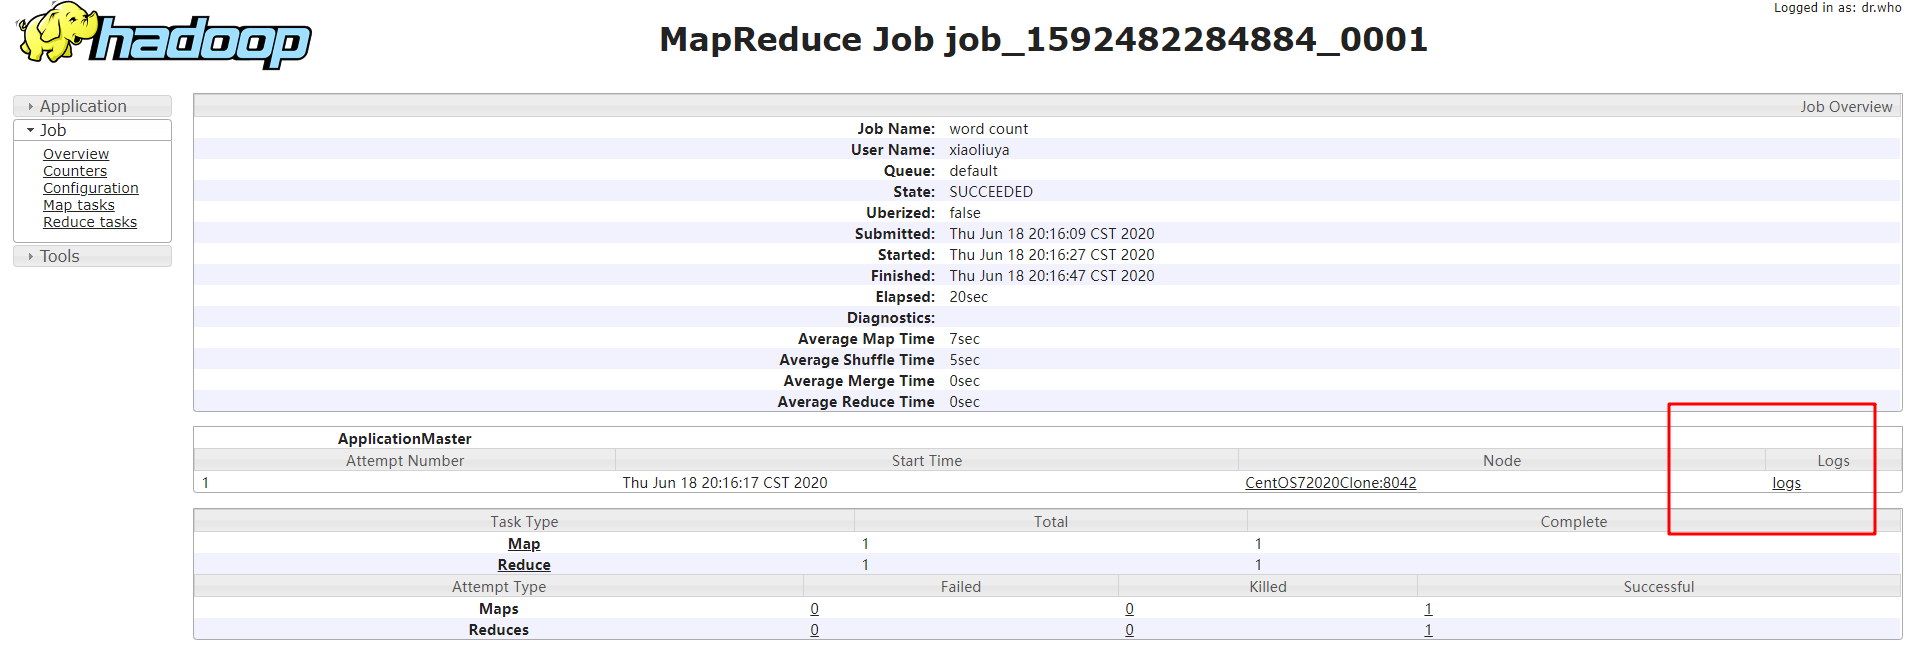 Logged in as: dr.who
hadoop
MapReduce Job job_1592482284884_0001
Application
Job
Overview
Counters
Configuration
Map tasks
Reduce tasks
Tools
Job Overview
Job Name: word count
User Name: xiaoliuya
Queue: default
State: SUCCEEDED
Uberized: false
Submitted: Thu Jun 18 20:16:09 CST 2020
Started: Thu Jun 18 20:16:27 CST 2020
Finished: Thu Jun 18 20:16:47 CST 2020
Elapsed: 20sec
Diagnostics:
Average Map Time 7sec
Average Shuffle Time 5sec
Average Merge Time 0sec
Average Reduce Time 0sec
ApplicationMaster
Attempt Number Start Time Node Logs
1 Thu Jun 18 20:16:17 CST 2020 CentOS72020Clone:8042 logs
Task Type Total Complete
Map 1 1
Reduce 1 1
Attempt Type Failed Killed Successful
Maps 0 0 1
Reduces 0 0 1